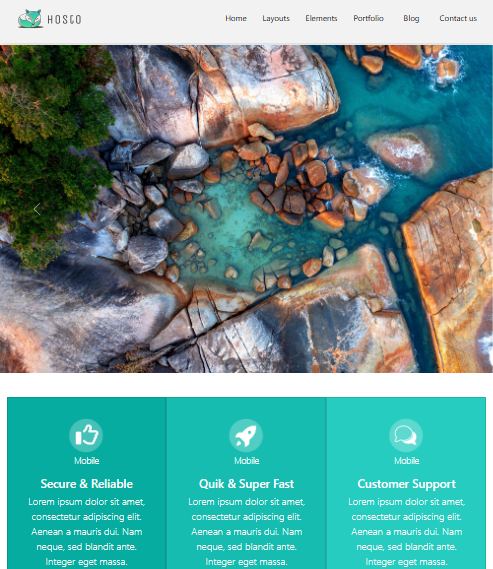 HOSTO
Home Layouts Elements Portfolio Blog Contact us
Mobile
Secure & Reliable
Lorem ipsum dolor sit amet,
consectetur adipiscing elit.
Aenean a mauris dui. Nam
neque, sed blandit ante.
Integer eget massa.
Mobile
Quik & Super Fast
Lorem ipsum dolor sit amet,
consectetur adipiscing elit.
Aenean a mauris dui. Nam
neque, sed blandit ante.
Integer eget massa.
Mobile
Customer Support
Lorem ipsum dolor sit amet,
consectetur adipiscing elit.
Aenean a mauris dui. Nam
neque, sed blandit ante.
Integer eget massa.